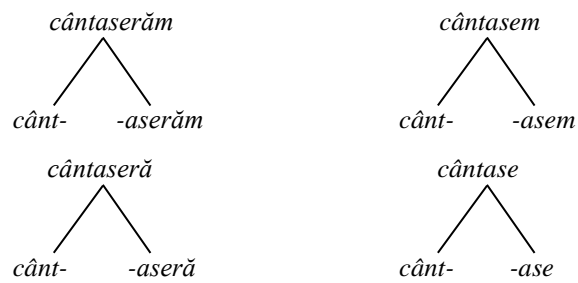 cântaserăm cântasem
cânt- -aserăm cânt- -asem
cântaseră cântase
cânt- -aseră cânt- -ase